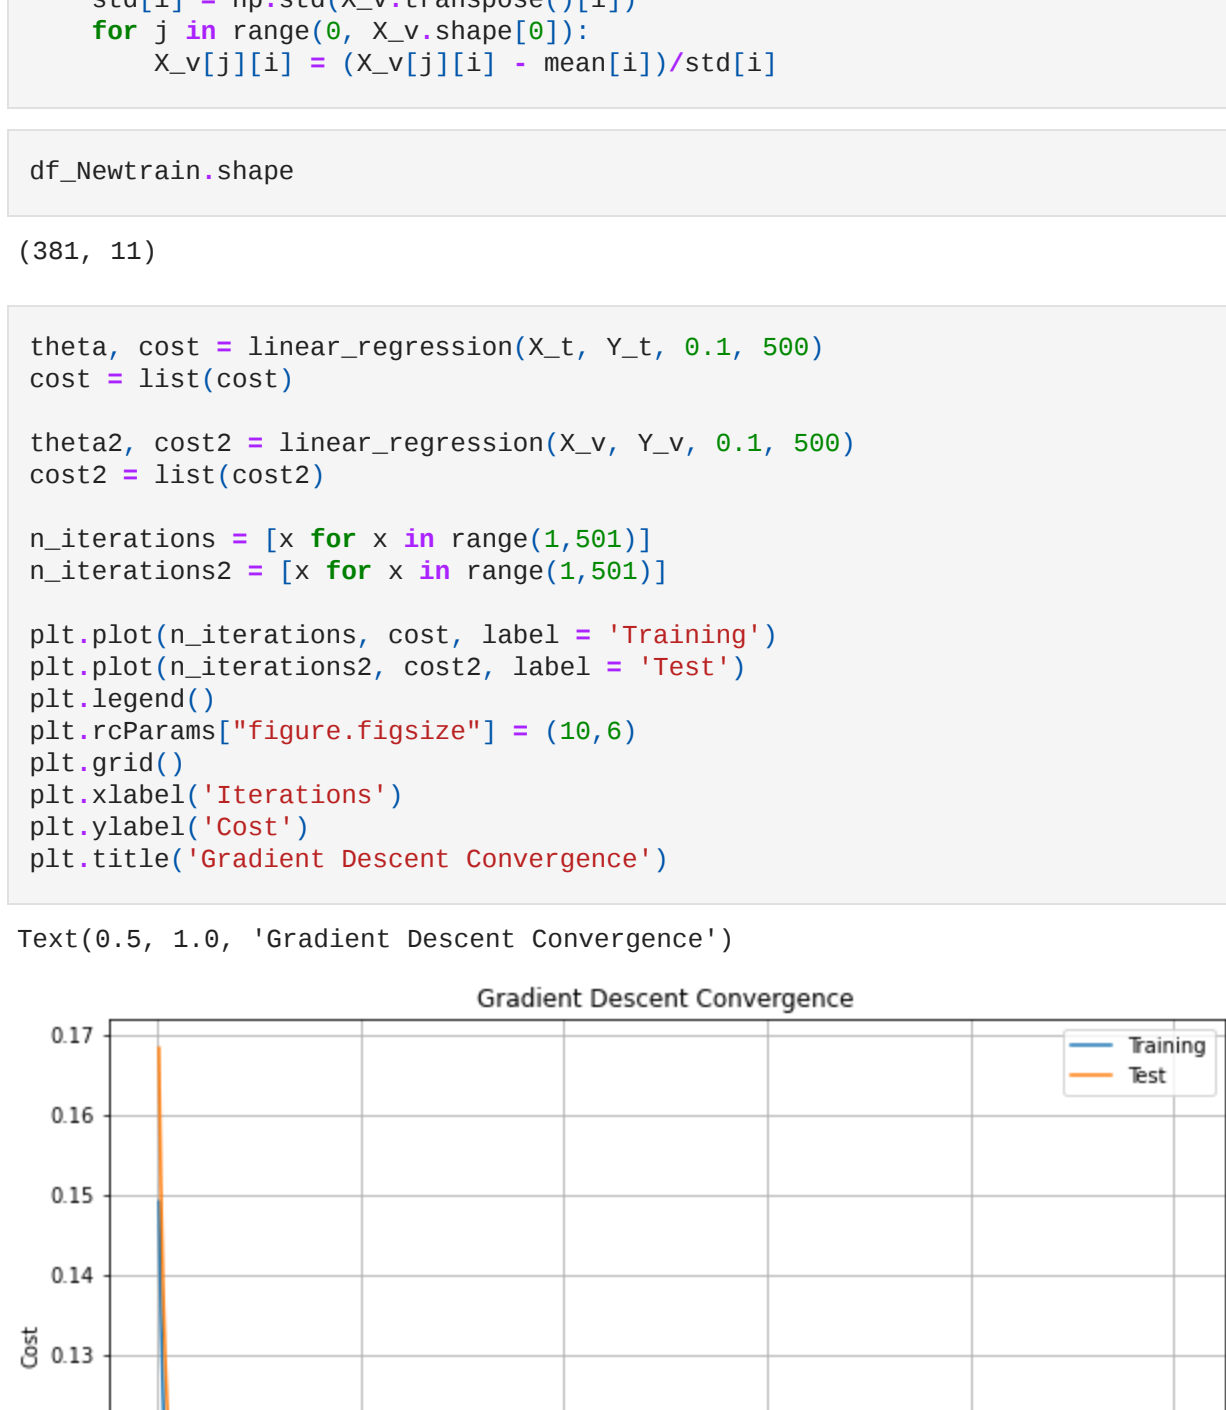 std[i] = np.std(X_v.transpose()[i])
    for j in range(0, X_v.shape[0]):
        X_v[j][i] = (X_v[j][i] - mean[i])/std[i]
df_Newtrain.shape
(381, 11)
theta, cost = linear_regression(X_t, Y_t, 0.1, 500)
cost = list(cost)
theta2, cost2 = linear_regression(X_v, Y_v, 0.1, 500)
cost2 = list(cost2)
n_iterations = [x for x in range(1,501)]
n_iterations2 = [x for x in range(1,501)]
plt.plot(n_iterations, cost, label = 'Training')
plt.plot(n_iterations2, cost2, label = 'Test')
plt.legend()
plt.rcParams["figure.figsize"] = (10,6)
plt.grid()
plt.xlabel('Iterations')
plt.ylabel('Cost')
plt.title('Gradient Descent Convergence')
Text(0.5, 1.0, 'Gradient Descent Convergence')
Gradient Descent Convergence
0.17
Training
Test
0.16
0.15
0.14
Cost
0.13